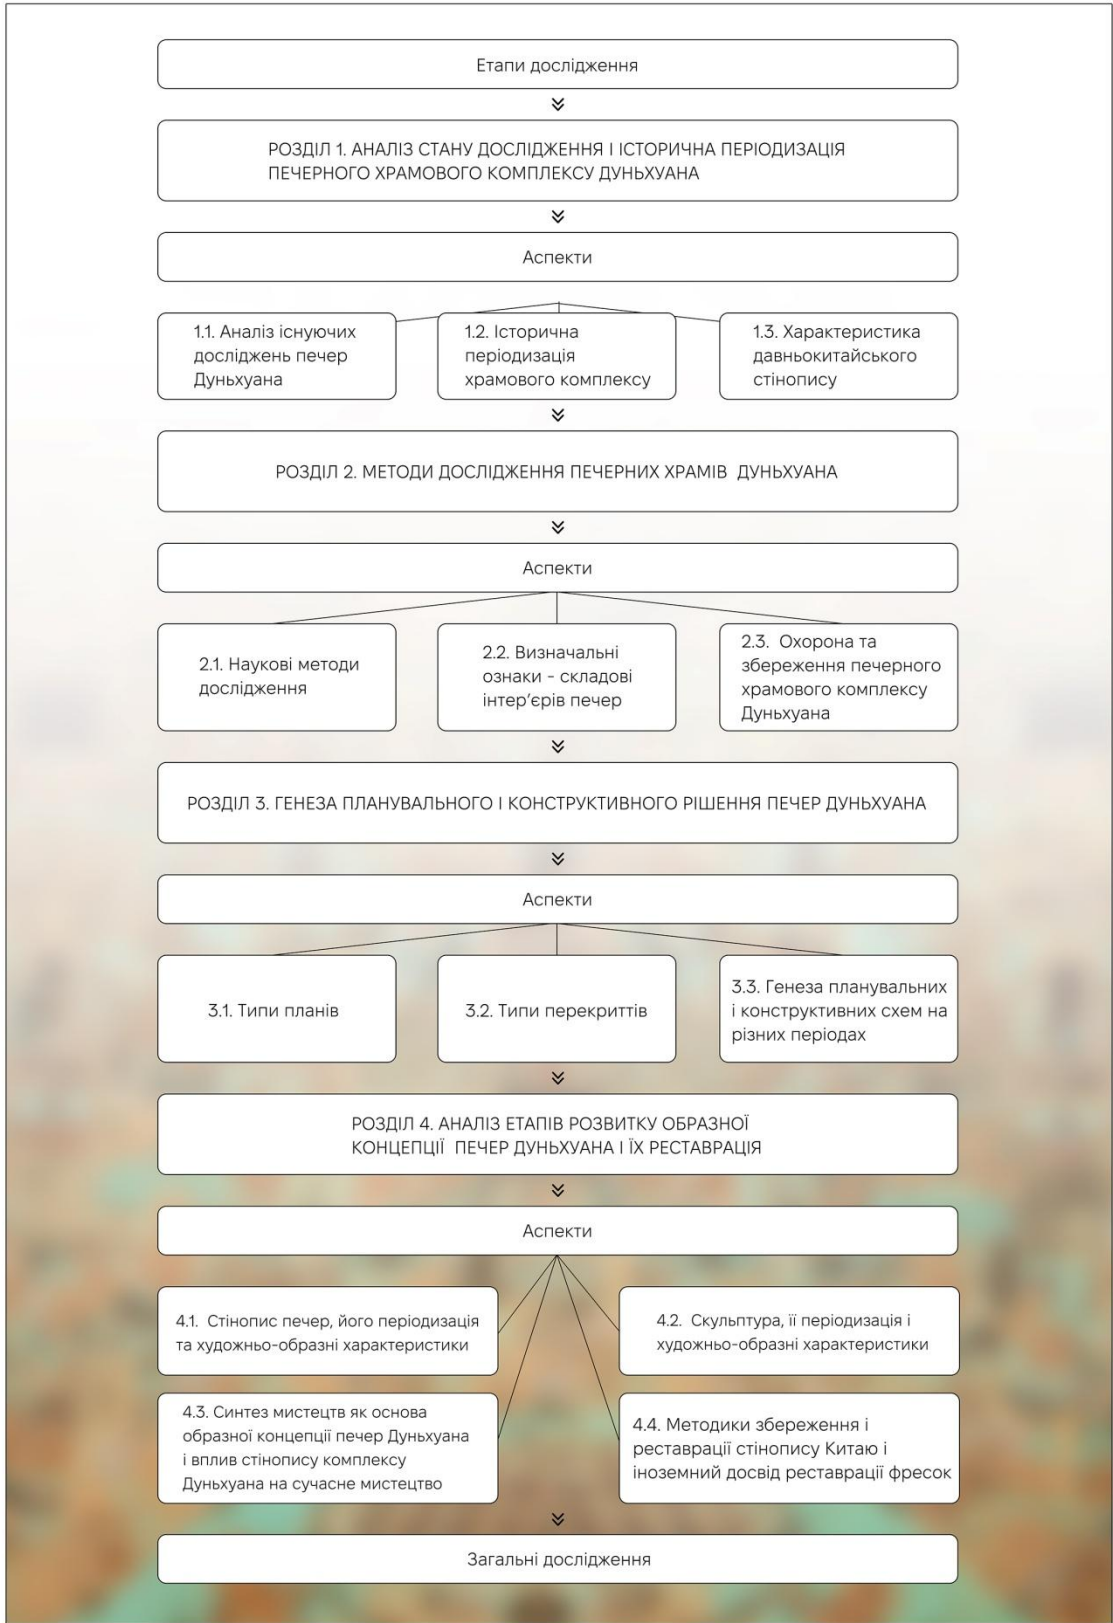 Етапи дослідження
РОЗДІЛ 1. АНАЛІЗ СТАНУ ДОСЛІДЖЕННЯ І ІСТОРИЧНА ПЕРІОДИЗАЦІЯ
ПЕЧЕРНОГО ХРАМОВОГО КОМПЛЕКСУ ДУНЬХУАНА
Аспекти
1.1. Аналіз існуючих
досліджень печер
Дуньхуана
1.2. Історична
періодизація
храмового комплексу
1.3. Характеристика
давньокитайського
стінопису
РОЗДІЛ 2. МЕТОДИ ДОСЛІДЖЕННЯ ПЕЧЕРНИХ ХРАМІВ ДУНЬХУАНА
Аспекти
2.1. Наукові методи
дослідження
2.2. Визначальні
ознаки - складові
інтер’єрів печер
2.3. Охорона та
збереження печерного
храмового комплексу
Дуньхуана
РОЗДІЛ 3. ГЕНЕЗА ПЛАНУВАЛЬНОГО І КОНСТРУКТИВНОГО РІШЕННЯ ПЕЧЕР ДУНЬХУАНА
Аспекти
3.1. Типи планів
3.2. Типи перекриттів
3.3. Генеза планувальних
і конструктивних схем на
різних періодах
РОЗДІЛ 4. АНАЛІЗ ЕТАПІВ РОЗВИТКУ ОБРАЗНОЇ
КОНЦЕПЦІЇ ПЕЧЕР ДУНЬХУАНА І ЇХ РЕСТАВРАЦІЯ
Аспекти
4.1. Стінопис печер, його періодизація
та художньо-образні характеристики
4.2. Скульптура, її періодизація і
художньо-образні характеристики
4.3. Синтез мистецтв як основа
образної концепції печер Дуньхуана
і вплив стінопису комплексу
Дуньхуана на сучасне мистецтво
4.4. Методики збереження і
реставрації стінопису Китаю і
іноземний досвід реставрації фресок
Загальні дослідження